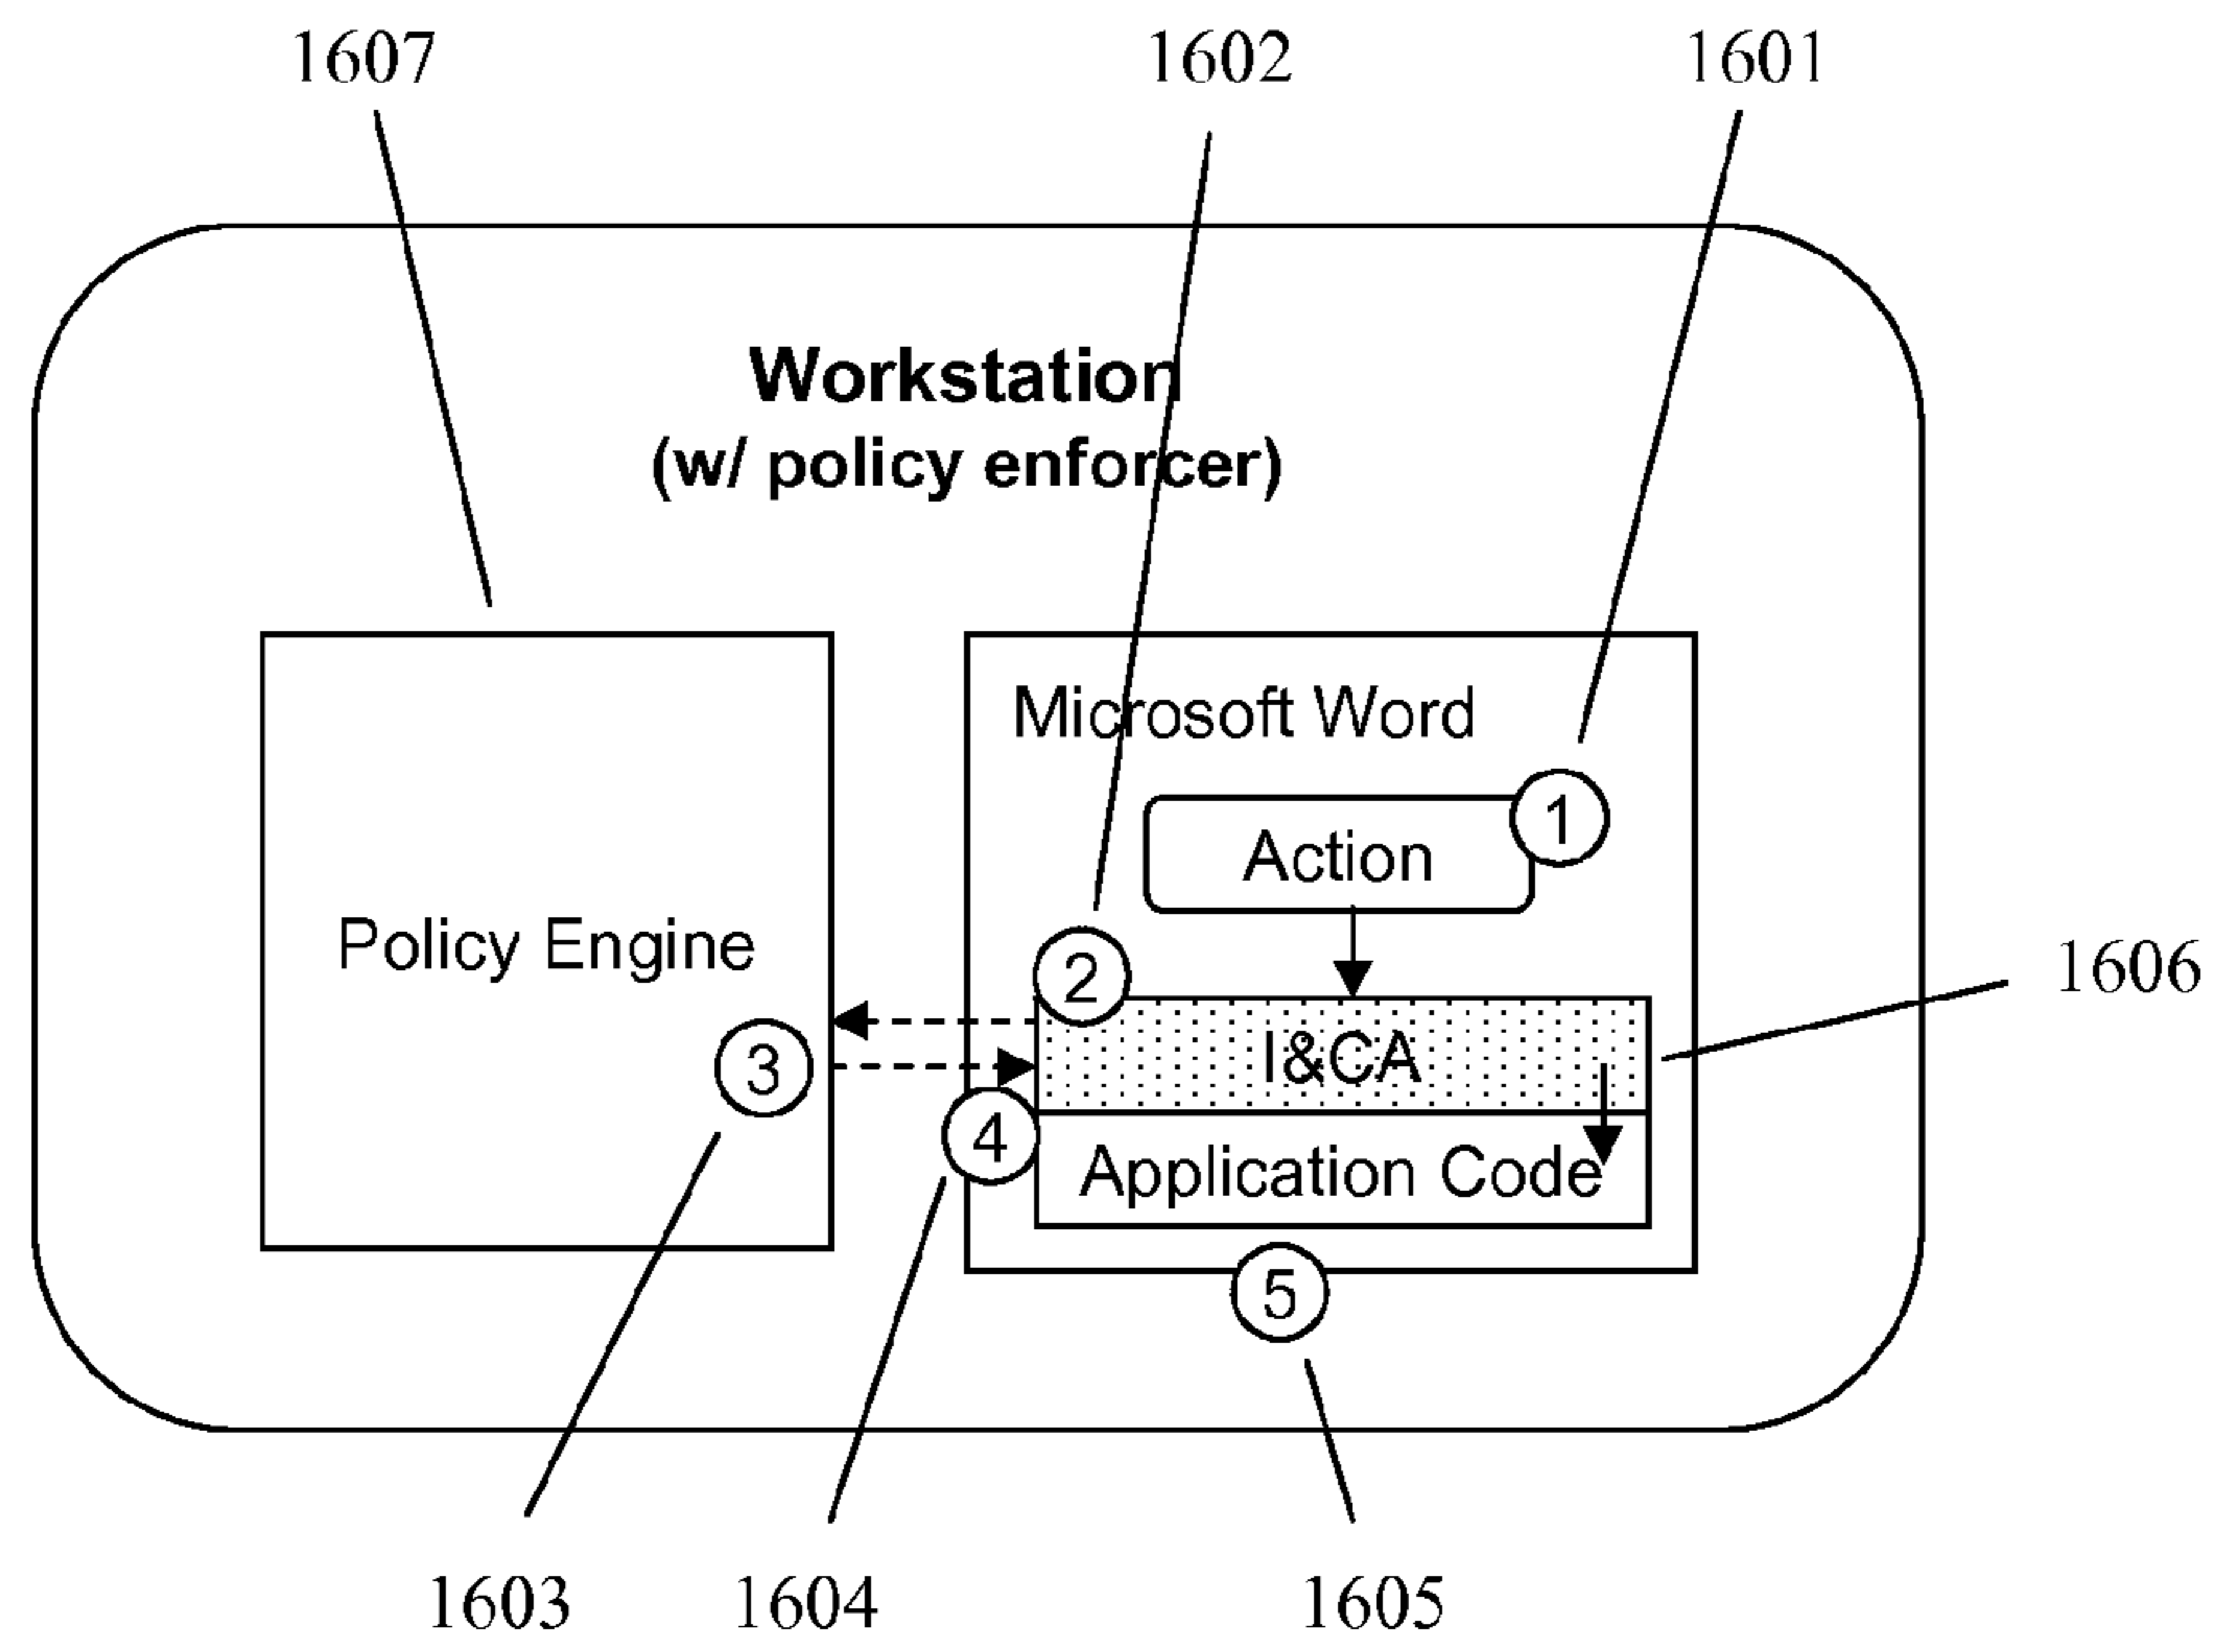 1607
1602
1601
Workstation
(w/ policy enforcer)
Microsoft Word
1
Action
Policy Engine
2
1606
I&CA
3
4
Application Code
5
1603
1604
1605